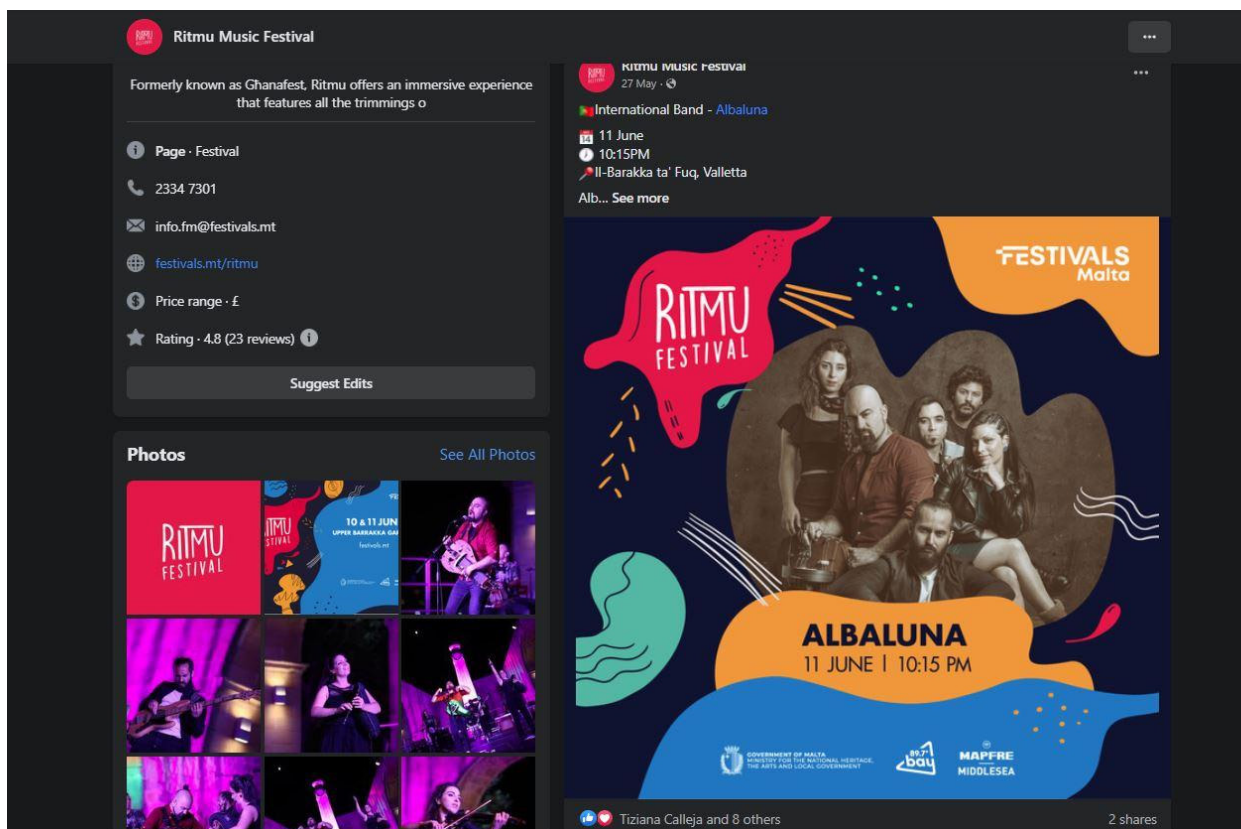 Ritmu Music Festival
Formerly known as Għanafest, Ritmu offers an immersive experience
that features all the trimmings o
Page · Festival
2334 7301
info.fm@festivals.mt
festivals.mt/ritmu
Price range · £
Rating · 4.8 (23 reviews)
Suggest Edits
Photos
See All Photos
RITMU
FESTIVAL
10 & 11 JUN
UPPER BARRAKKA GAR
festivals.mt
Ritmu Music Festival
27 May ·
International Band - Albaluna
11 June
10:15PM
Il-Barakka ta' Fuq, Valletta
Alb... See more
FESTIVALS
Malta
RITMU
FESTIVAL
ALBALUNA
11 JUNE | 10:15 PM
GOVERNMENT OF MALTA
MINISTRY FOR THE NATIONAL HERITAGE,
THE ARTS AND LOCAL GOVERNMENT
89.7
bay
MAPFRE
MIDDLESEA
Tiziana Calleja and 8 others
2 shares